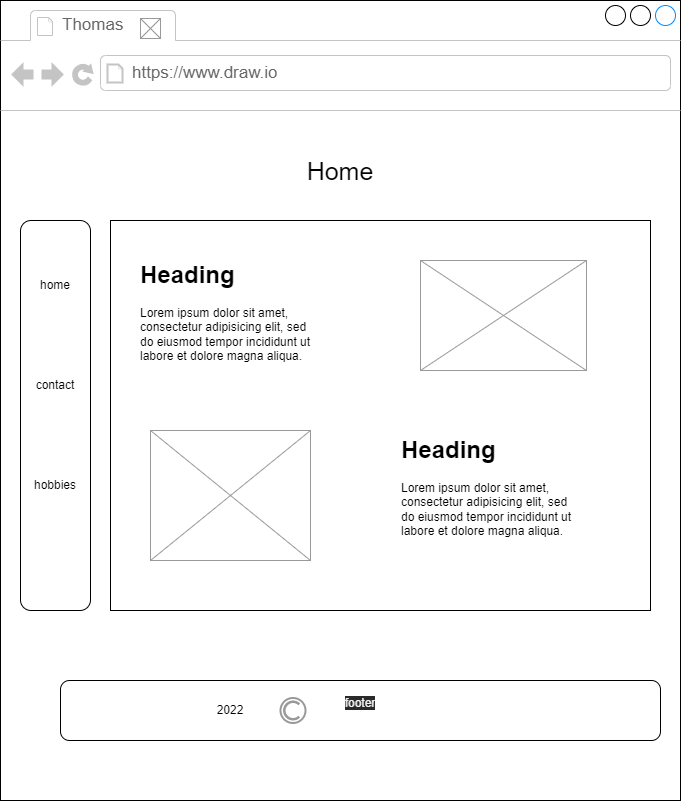 Thomas
https://www.draw.io
Home
home
contact
hobbies
Heading
Lorem ipsum dolor sit amet,
consectetur adipisicing elit, sed
do eiusmod tempor incididunt ut
labore et dolore magna aliqua.
Heading
Lorem ipsum dolor sit amet,
consectetur adipisicing elit, sed
do eiusmod tempor incididunt ut
labore et dolore magna aliqua.
2022 © footer